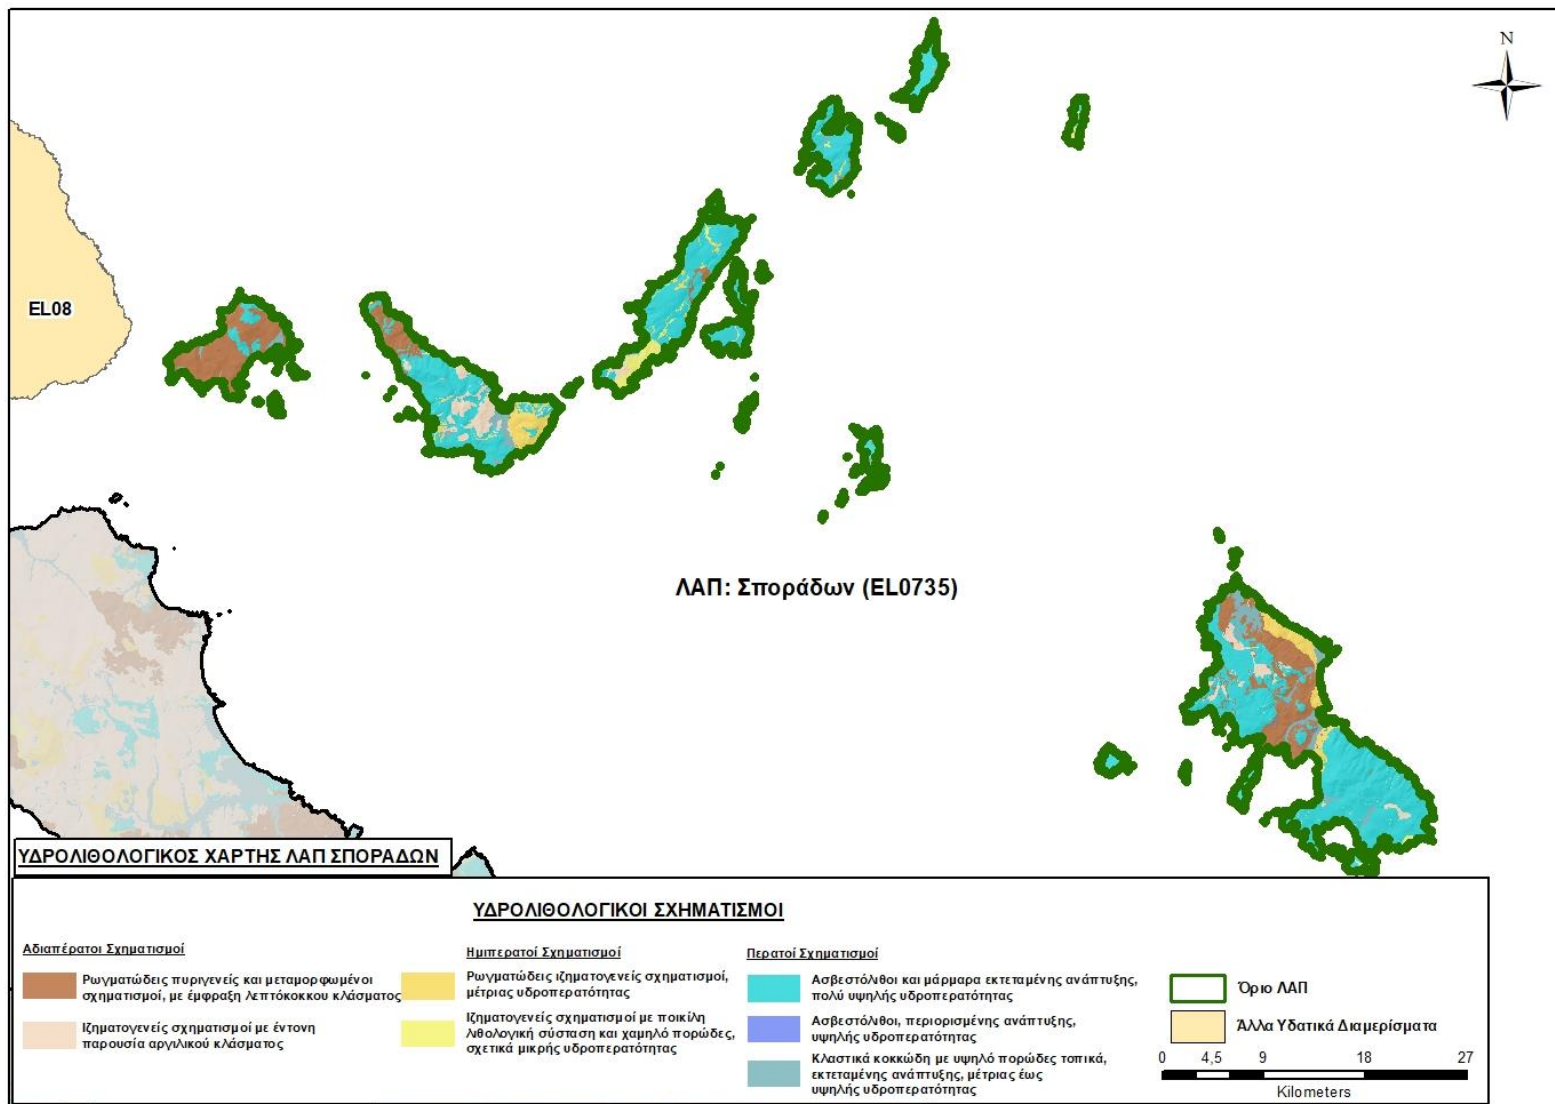 N
EL08
ΛΑΠ: Σποράδων (EL0735)
ΥΔΡΟΛΙΘΟΛΟΓΙΚΟΣ ΧΑΡΤΗΣ ΛΑΠ ΣΠΟΡΑΔΩΝ
ΥΔΡΟΛΙΘΟΛΟΓΙΚΟΙ ΣΧΗΜΑΤΙΣΜΟΙ
Αδιαπέρατοι Σχηματισμοί
Ρωγματώδεις πυριγενείς και μεταμορφωμένοι
σχηματισμοί, με έμφραξη λεπτόκοκκου κλάσματος
Ιζηματογενείς σχηματισμοί με έντονη
παρουσία αργιλικού κλάσματος
Ημιπερατοί Σχηματισμοί
Ρωγματώδεις ιζηματογενείς σχηματισμοί,
μέτριας υδροπερατότητας
Ιζηματογενείς σχηματισμοί με ποικίλη
λιθολογική σύσταση και χαμηλό πορώδες,
σχετικά μικρής υδροπερατότητας
Περατοί Σχηματισμοί
Ασβεστόλιθοι και μάρμαρα εκτεταμένης ανάπτυξης,
πολύ υψηλής υδροπερατότητας
Ασβεστόλιθοι, περιορισμένης ανάπτυξης,
υψηλής υδροπερατότητας
Κλαστικά κοκκώδη με υψηλό πορώδες τοπικά,
εκτεταμένης ανάπτυξης, μέτριας έως
υψηλής υδροπερατότητας
Όριο ΛΑΠ
Άλλα Υδατικά Διαμερίσματα
0 4,5 9 18 27
Kilometers